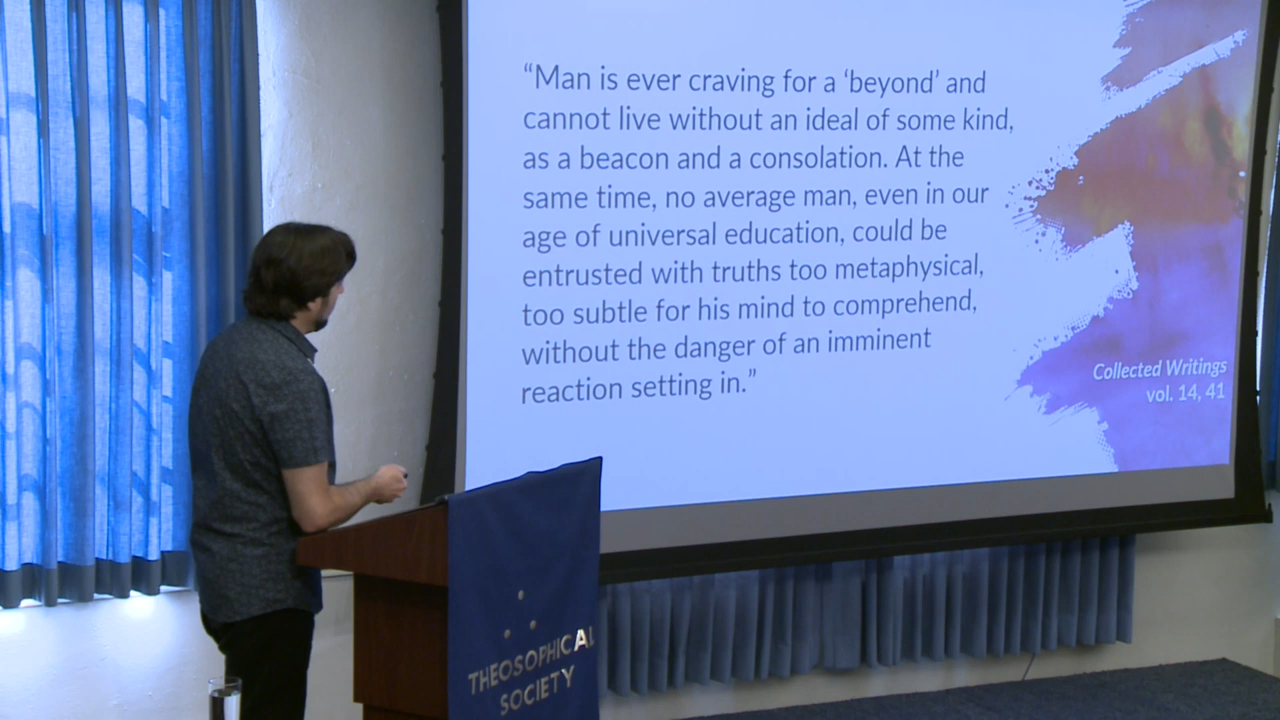 “Man is ever craving for a ‘beyond’ and
cannot live without an ideal of some kind,
as a beacon and a consolation. At the
same time, no average man, even in our
age of universal education, could be
entrusted with truths too metaphysical,
too subtle for his mind to comprehend,
without the danger of an imminent
reaction setting in.”
Collected Writings
vol. 14, 41
THEOSOPHICAL
SOCIETY